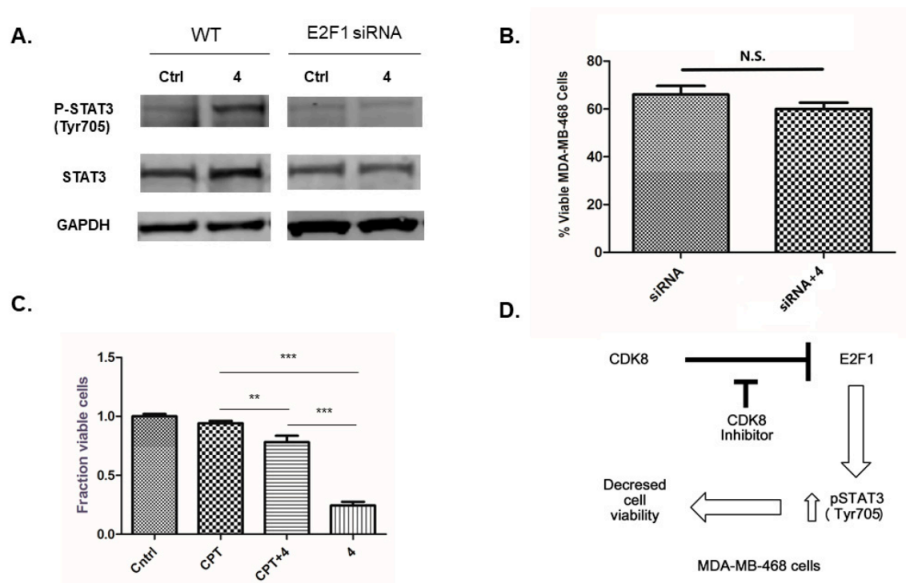 A.
WT
E2F1 siRNA
Ctrl
4
Ctrl
4
P-STAT3
(Tyr705)
STAT3
GAPDH
B.
N.S.
80
60
40
20
0
% Viable MDA-MB-468 Cells
siRNA
siRNA+4
C.
1.5
1.0
0.5
0.0
Fraction viable cells
***
**
***
Cntrl
CPT
CPT+4
4
D.
CDK8
E2F1
CDK8
Inhibitor
Decresed
cell
viability
pSTAT3
(Tyr705)
MDA-MB-468 cells